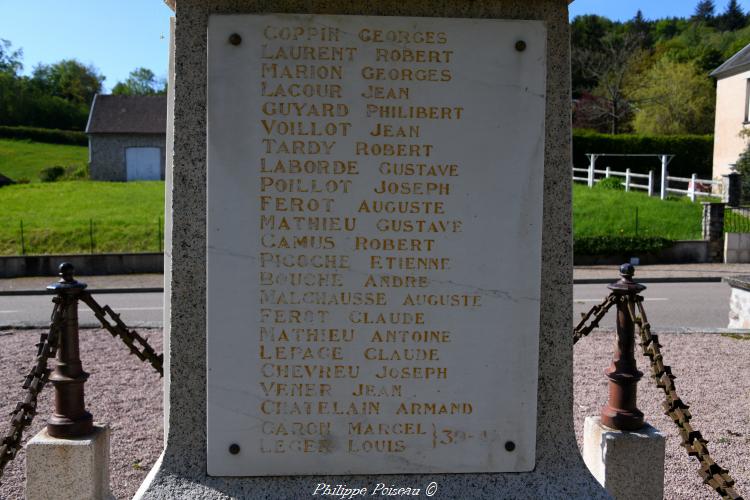 COPPIN GEORGES
LAURENT ROBERT
MARION GEORGES
LACOUR JEAN
GUYARD PHILIBERT
VOILLOT JEAN
TARDY ROBERT
LABORDE GUSTAVE
POILLOT JOSEPH
FEROT AUGUSTE
MATHIEU GUSTAVE
CAMUS ROBERT
PICOCHE ETIENNE
BOUCHE ANDRE
MALCHAUSSE AUGUSTE
FEROT CLAUDE
MATHIEU ANTOINE
LEPAGE CLAUDE
CHEVREU JOSEPH
VENER JEAN
CHATELAIN ARMAND
CARON MARCEL
LEGER LOUIS
Philippe Poiseau ©